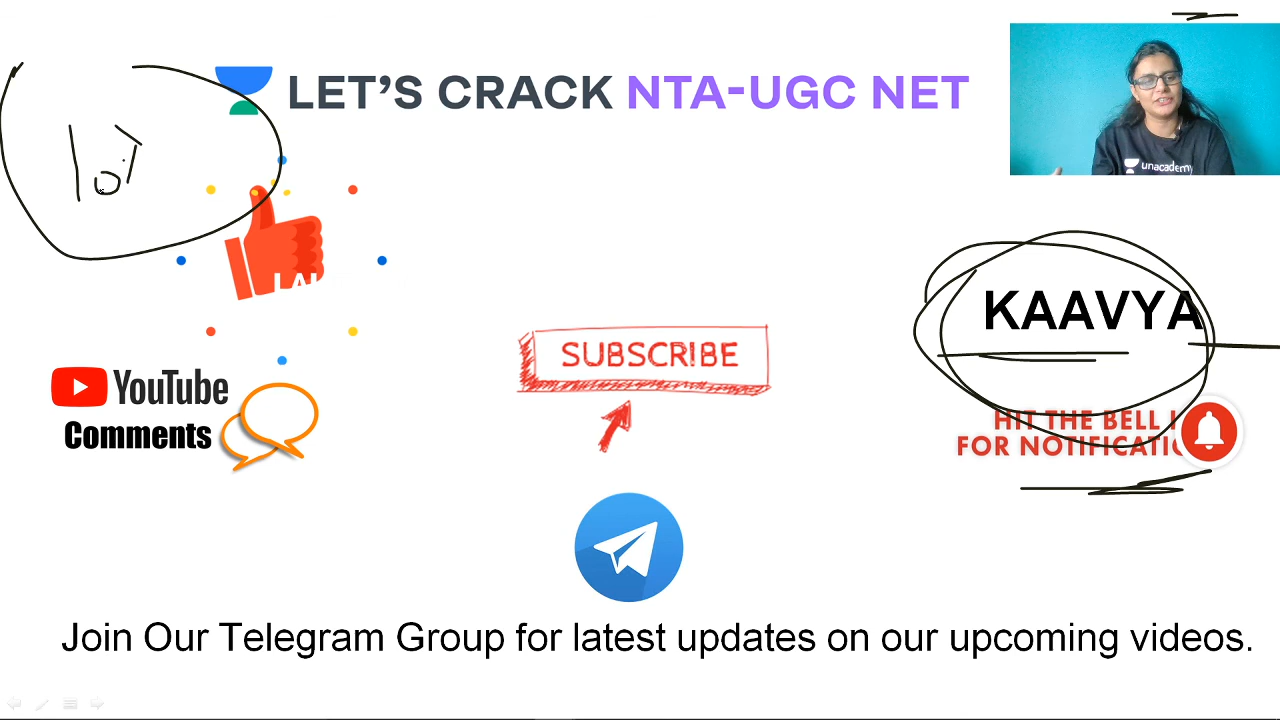 LET'S CRACK NTA-UGC NET
unacademy
KAAVYA
SUBSCRIBE
YouTube
Comments
HIT THE BELL
FOR NOTIFICATIO
Join Our Telegram Group for latest updates on our upcoming videos.